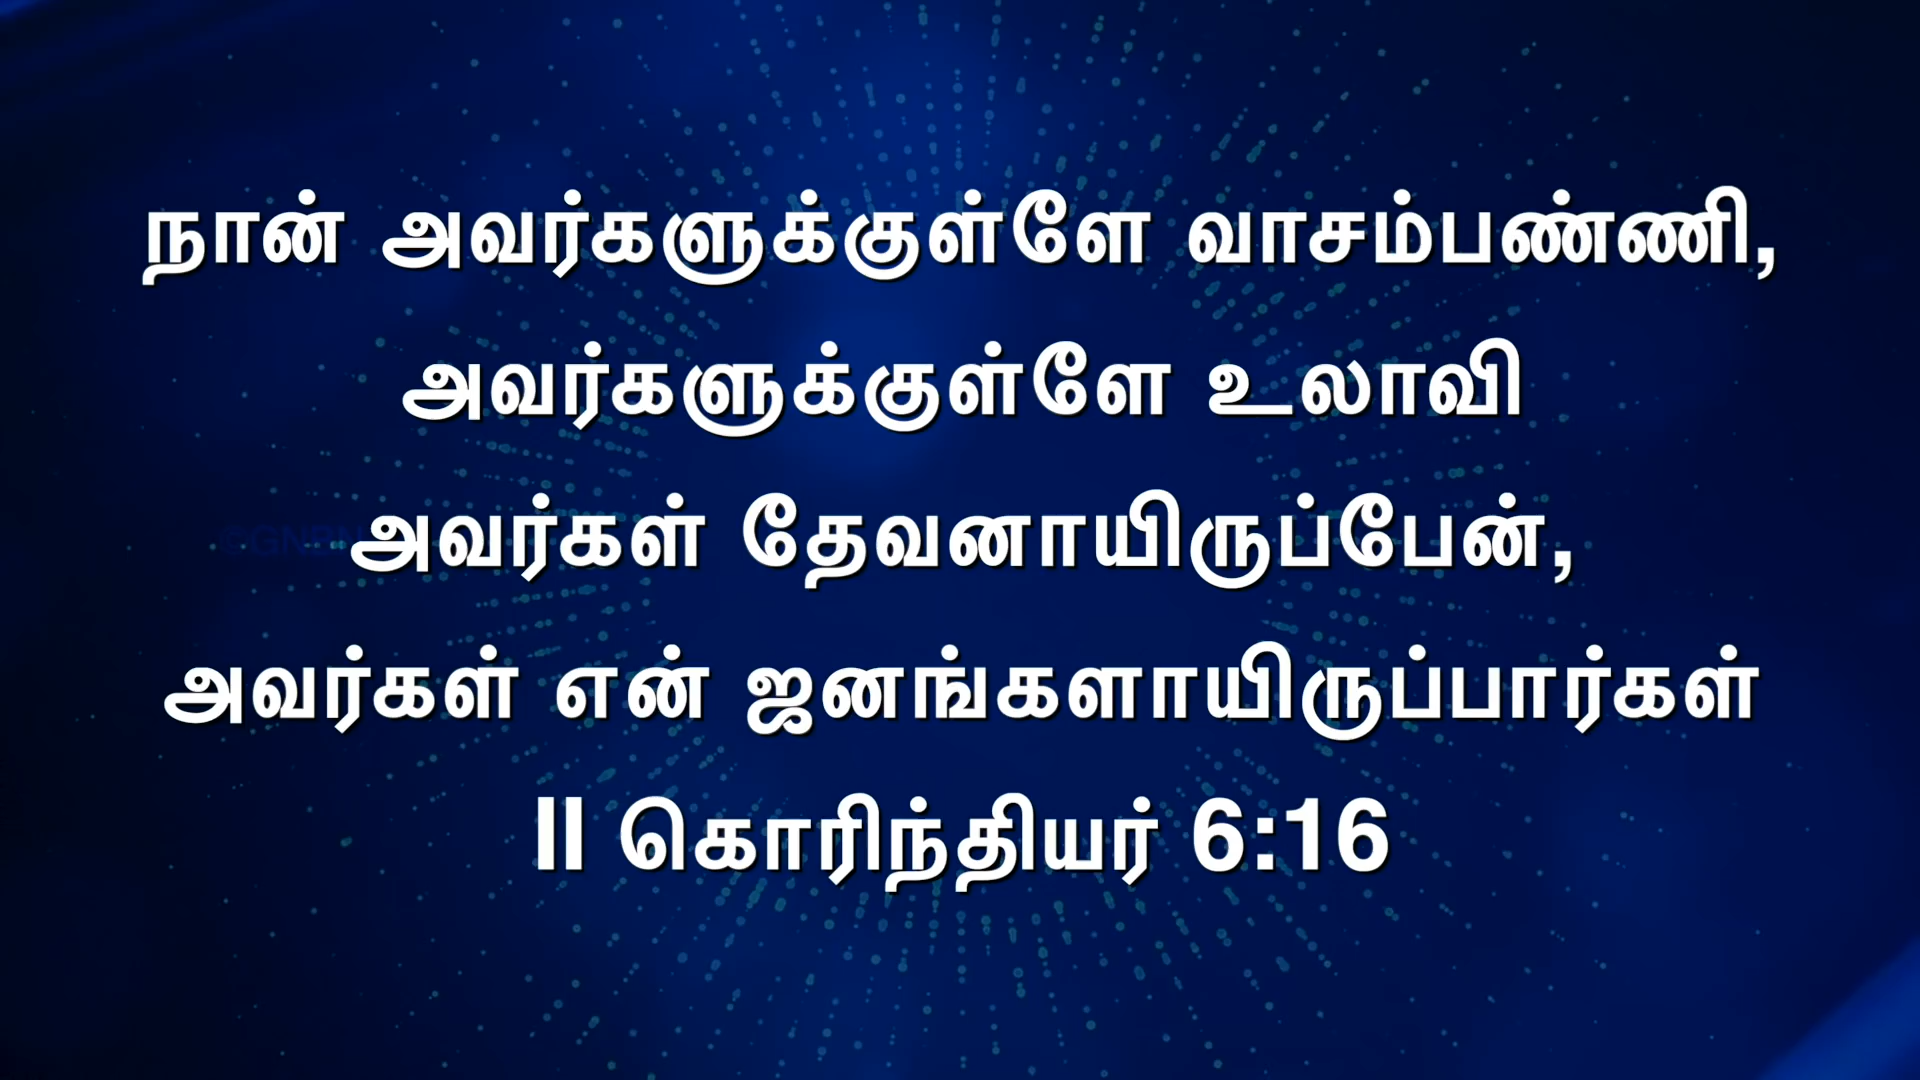 நான் அவர்களுக்குள்ளே வாசம்பண்ணி,
அவர்களுக்குள்ளே உலாவி
அவர்கள் தேவனாயிருப்பேன்,
அவர்கள் என் ஜனங்களாயிருப்பார்கள்
II கொரிந்தியர் 6:16